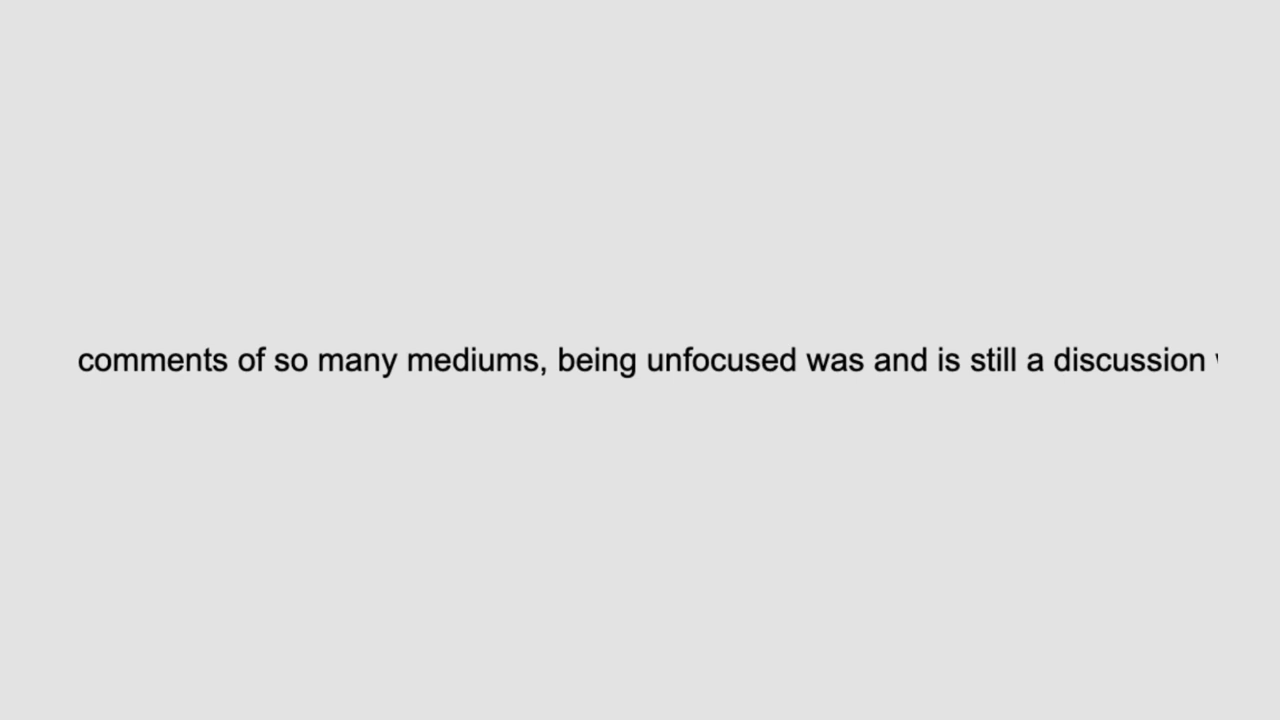 comments of so many mediums, being unfocused was and is still a discussion